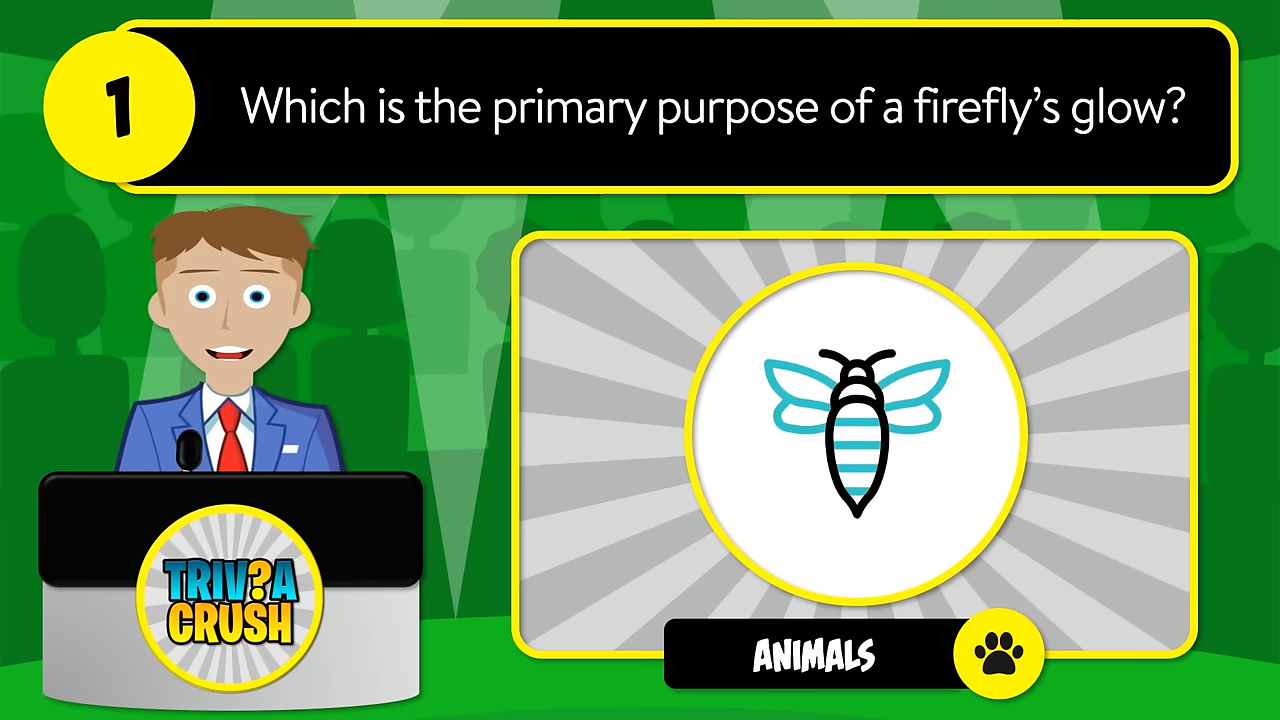 1
Which is the primary purpose of a firefly’s glow?
TRIV?A
CRUSH
ANIMALS